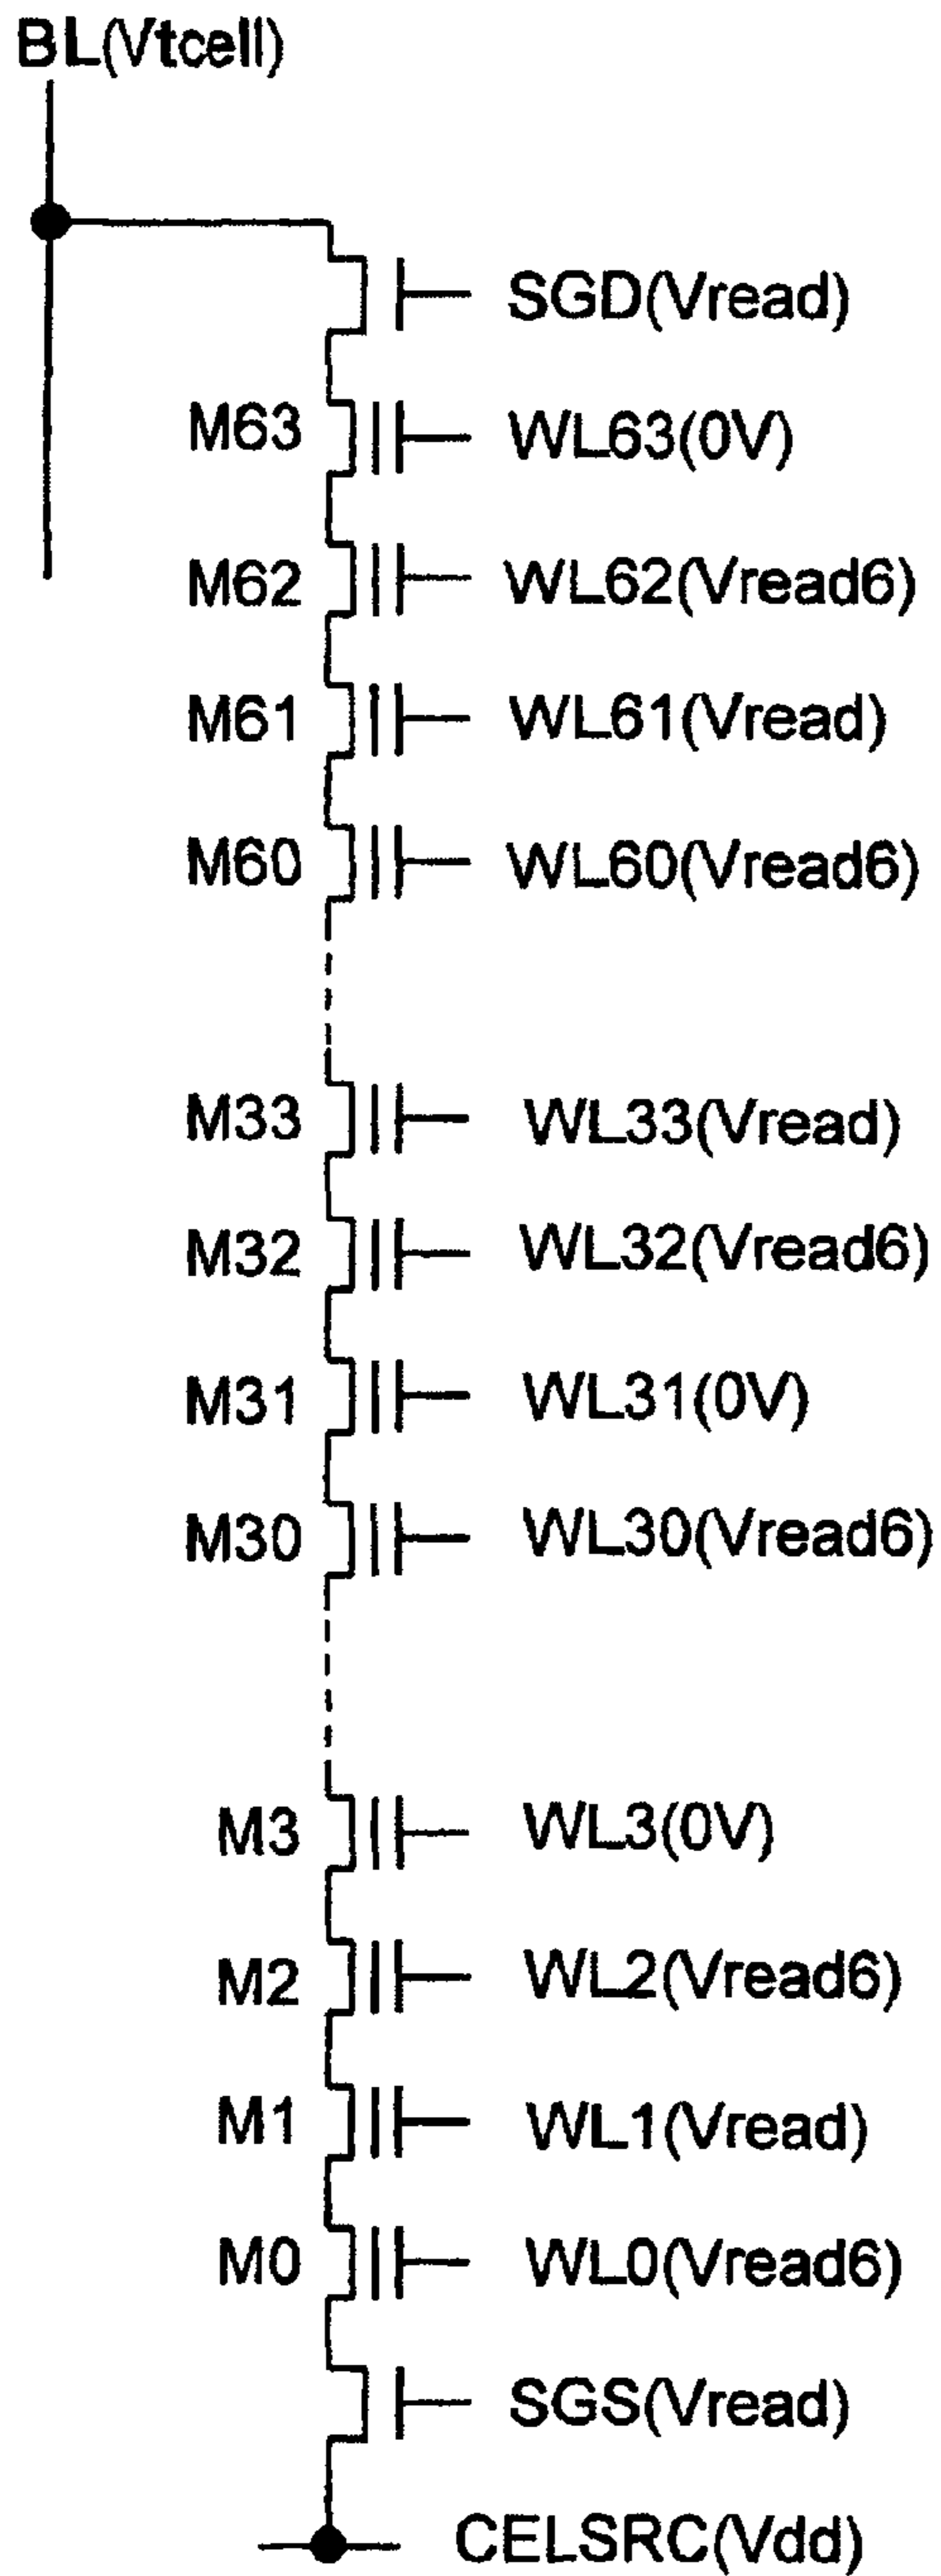 BL(Vtcell)
SGD(Vread)
M63 WL63(0V)
M62 WL62(Vread6)
M61 WL61(Vread)
M60 WL60(Vread6)
M33 WL33(Vread)
M32 WL32(Vread6)
M31 WL31(0V)
M30 WL30(Vread6)
M3 WL3(0V)
M2 WL2(Vread6)
M1 WL1(Vread)
M0 WL0(Vread6)
SGS(Vread)
CELSRC(Vdd)